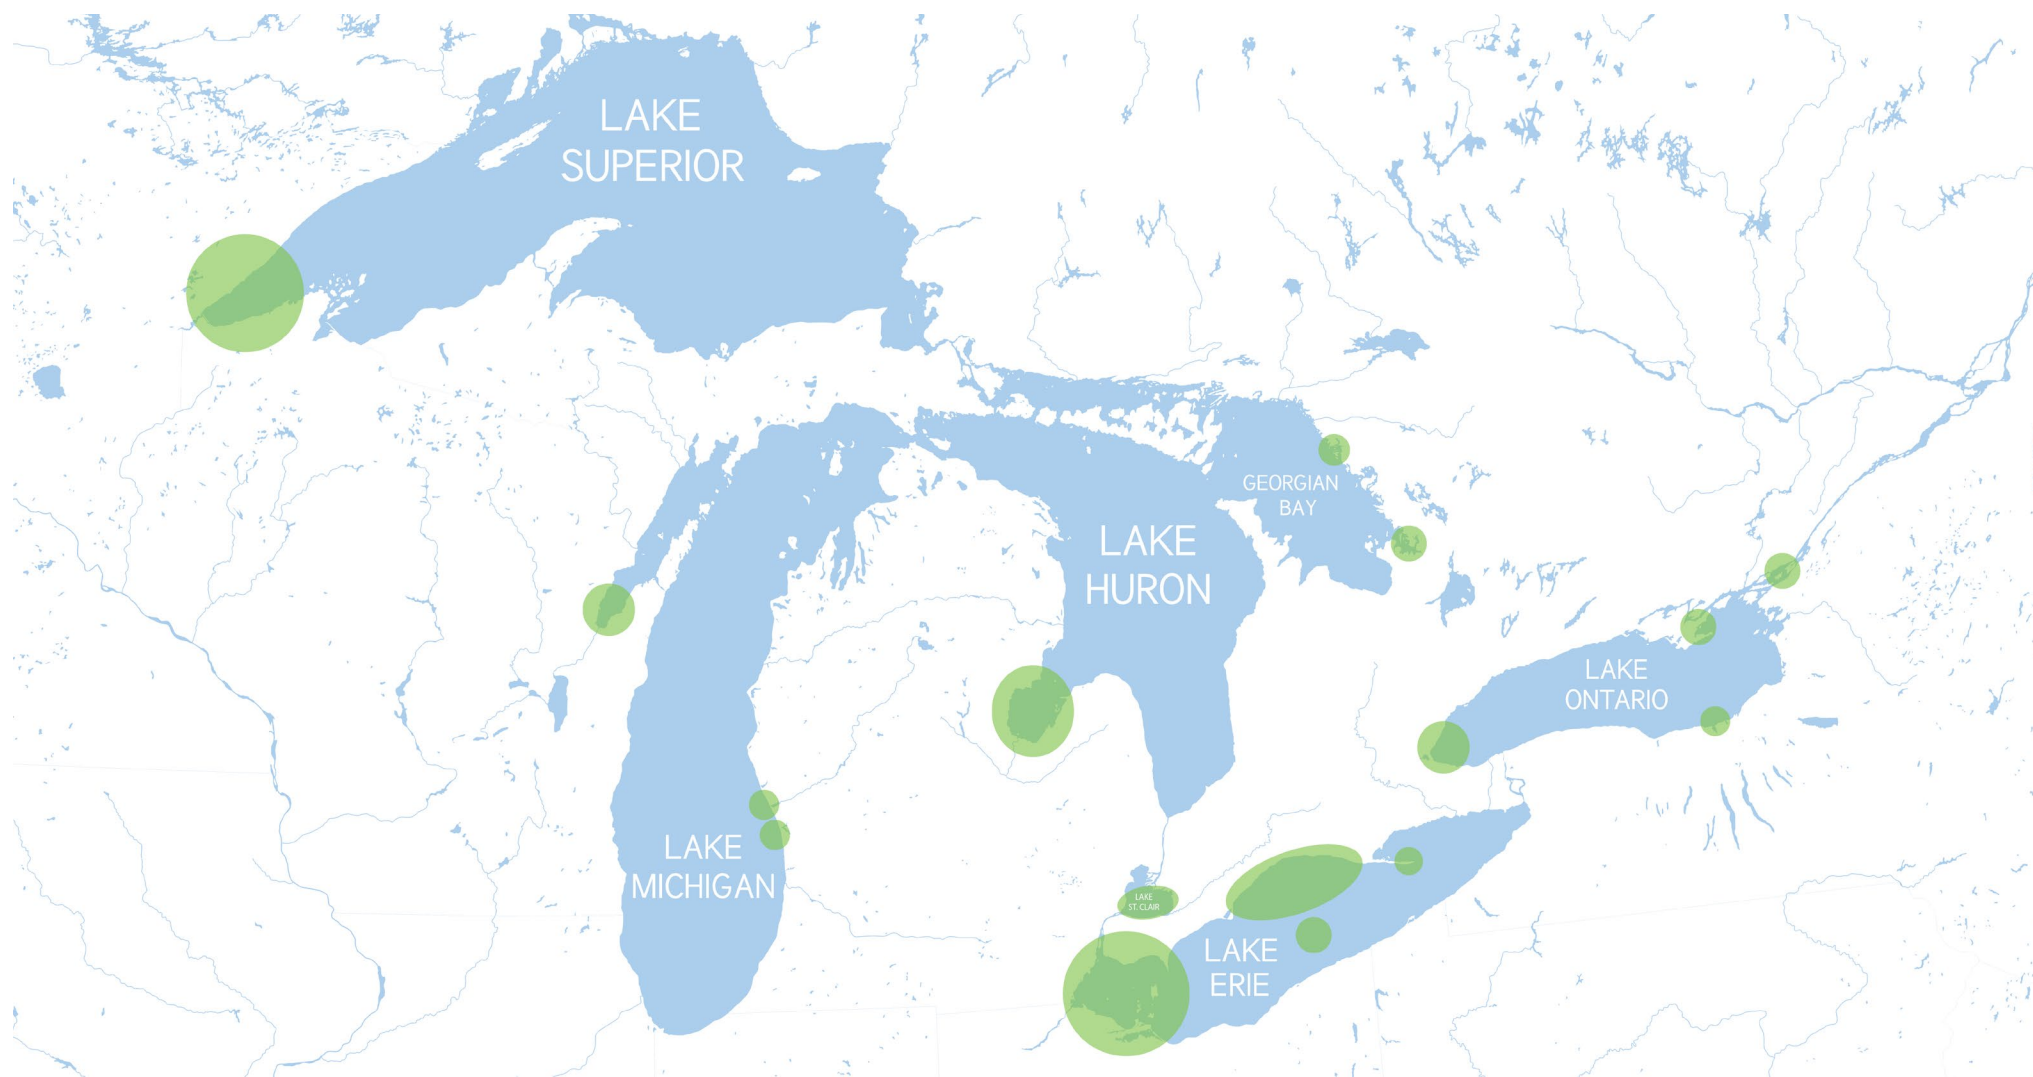 LAKE
SUPERIOR
GEORGIAN
BAY
LAKE
HURON
LAKE
ONTARIO
LAKE
MICHIGAN
LAKE
ST. CLAIR
LAKE
ERIE